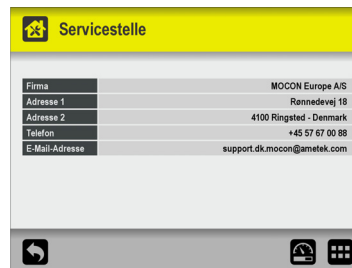 Servicestelle
Firma MOCON Europe A/S
Adresse 1 Rønnedevej 18
Adresse 2 4100 Ringsted - Denmark
Telefon +45 57 67 00 88
E-Mail-Adresse support.dk.mocon@ametek.com